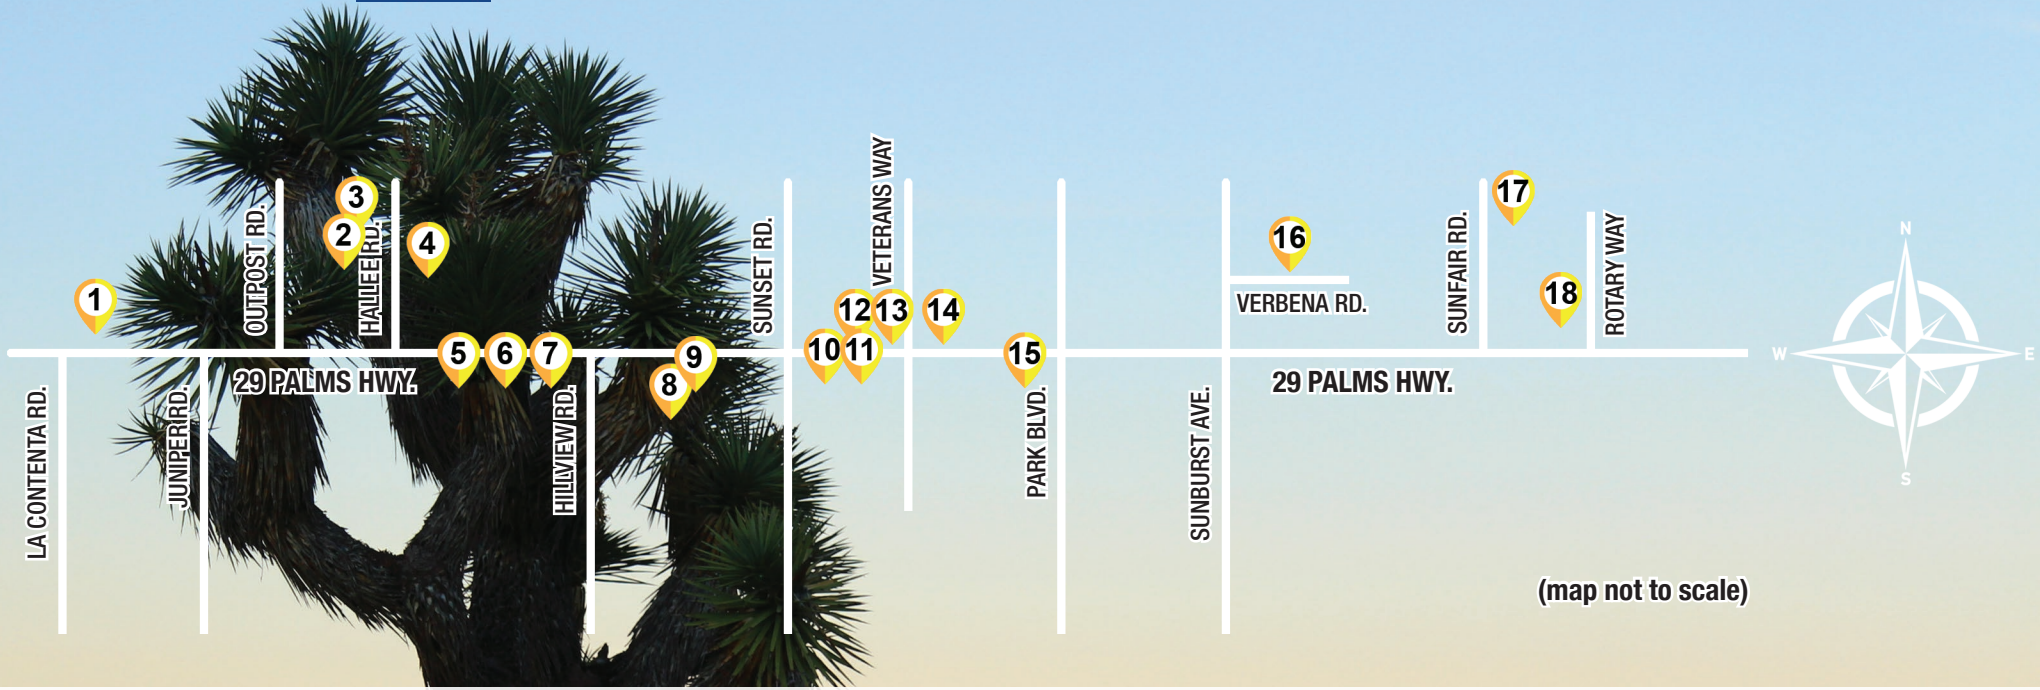 1
2
3
4
5
6
7
8
9
10
11
12
13
14
15
16
17
18
LA CONTENTA RD.
JUNIPER RD.
OUTPOST RD.
HALLEE RD.
29 PALMS HWY.
HILLVIEW RD.
SUNSET RD.
VETERANS WAY
PARK BLVD.
SUNBURST AVE.
VERBENA RD.
29 PALMS HWY.
SUNFAIR RD.
ROTARY WAY
(map not to scale)
N
W
E
S